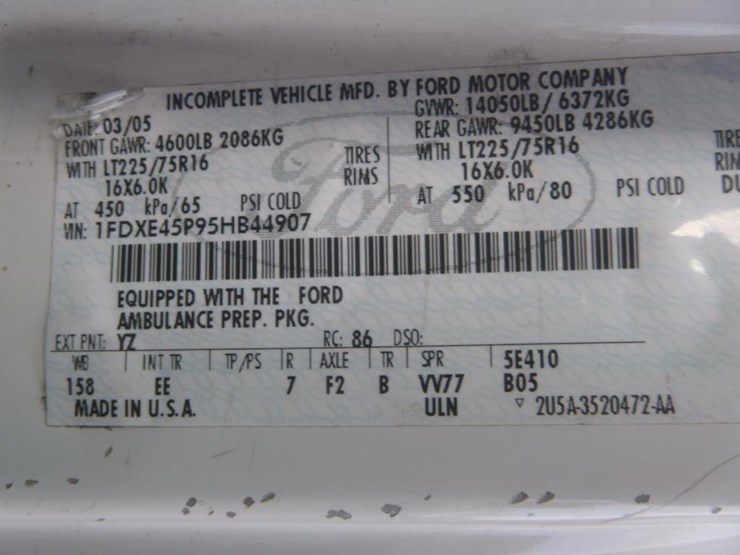 INCOMPLETE VEHICLE MFD. BY FORD MOTOR COMPANY
DATE: 03/05 GVWR: 14050LB/ 6372KG
FRONT GAWR: 4600LB 2086KG REAR GAWR: 9450LB 4286KG
WITH LT225/75R16 TIRES WITH LT225/75R16 TIRE
16X6.0K RIMS 16X6.0K RIM
AT 450 kPa/65 PSI COLD AT 550 kPa/80 PSI COLD DU
VIN: 1FDXE45P95HB44907
Ford
EQUIPPED WITH THE FORD
AMBULANCE PREP. PKG.
EXT PNT: YZ RC: 86 DSO:
WB INT TR TP/PS R AXLE TR SPR 5E410
158 EE 7 F2 B VV77 B05
MADE IN U.S.A. ULN ▽ 2U5A-3520472-AA